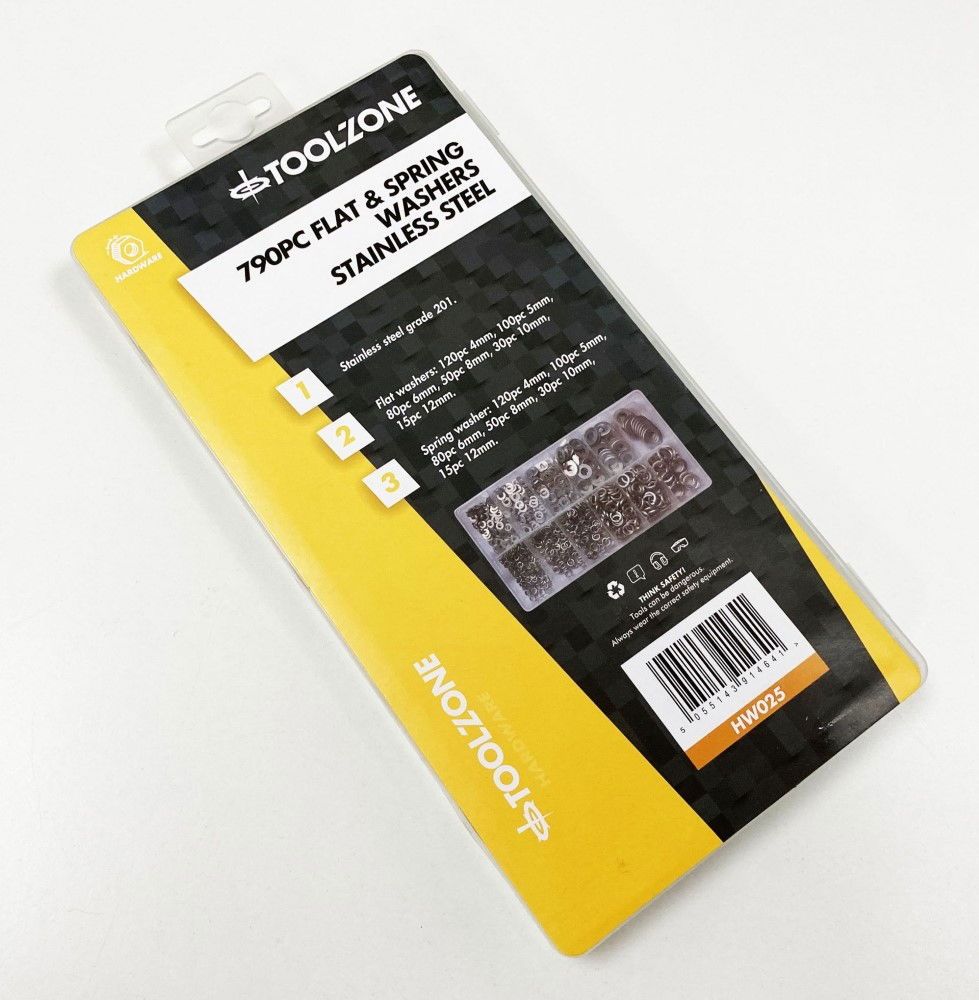 TOOLZONE
790PC FLAT & SPRING
WASHERS
STAINLESS STEEL
HARDWARE
1
Stainless steel grade 201.
2
Flat washers: 120pc 4mm, 100pc 5mm,
80pc 6mm, 50pc 8mm, 30pc 10mm,
15pc 12mm.
3
Spring washer: 120pc 4mm, 100pc 5mm,
80pc 6mm, 50pc 8mm, 30pc 10mm,
15pc 12mm.
THINK SAFETY!
Tools can be dangerous.
Always wear the correct safety equipment.
5 055143 914641 >
HW025
TOOLZONE
HARDWARE